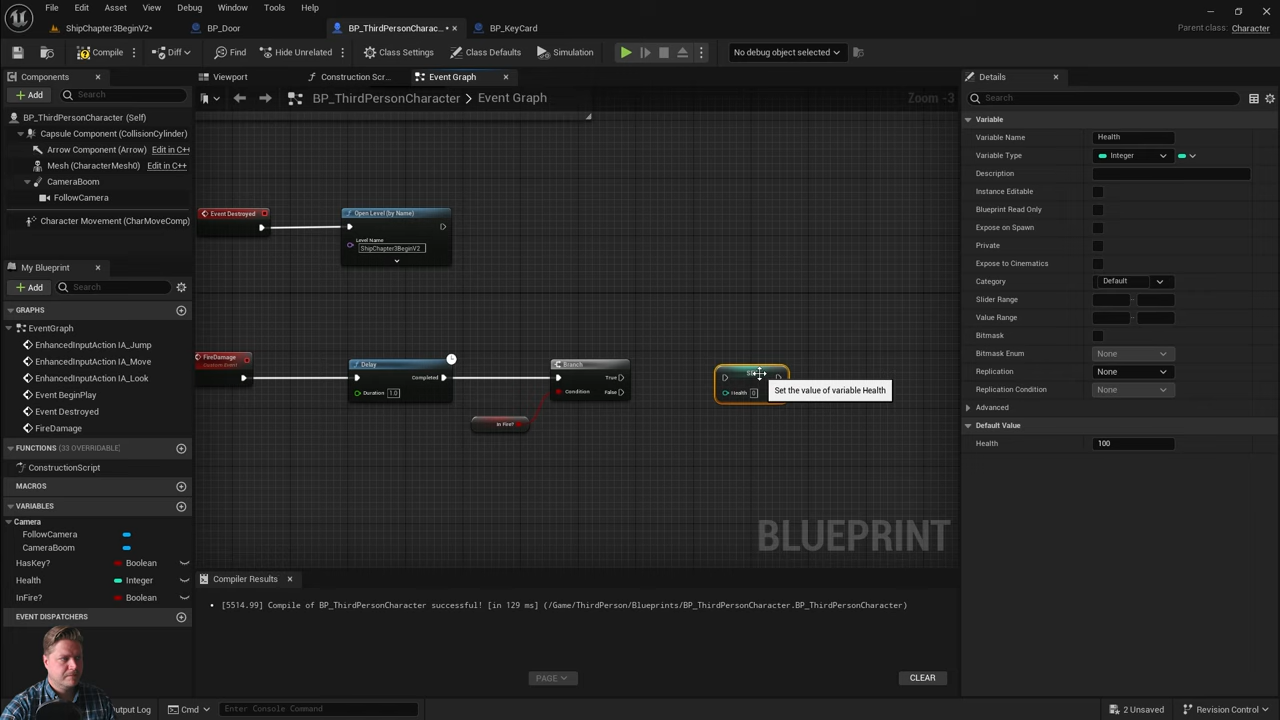 File Edit Asset View Debug Window Tools Help
ShipChapter3BeginV2•
BP_Door
BP_ThirdPersonCharac...•
BP_KeyCard
Parent class: Character
Compile
Diff
Find
Hide Unrelated
Class Settings
Class Defaults
Simulation
No debug object selected
Components
Add
Search
BP_ThirdPersonCharacter (Self)
Capsule Component (CollisionCylinder)
Arrow Component (Arrow) Edit in C++
Mesh (CharacterMesh0) Edit in C++
CameraBoom
FollowCamera
Character Movement (CharMoveComp)
My Blueprint
Add
Search
GRAPHS
EventGraph
EnhancedInputAction IA_Jump
EnhancedInputAction IA_Move
EnhancedInputAction IA_Look
Event BeginPlay
Event Destroyed
FireDamage
FUNCTIONS (33 OVERRIDABLE)
ConstructionScript
MACROS
VARIABLES
Camera
FollowCamera
CameraBoom
HasKey? Boolean
Health Integer
InFire? Boolean
EVENT DISPATCHERS
Viewport
Construction Scr...
Event Graph
BP_ThirdPersonCharacter > Event Graph
Zoom -3
Event Destroyed
Open Level (by Name)
Level Name
ShipChapter3BeginV2
FireDamage
Custom Event
Delay
Completed
Duration 1.0
Branch
True
Condition False
In Fire?
Health 0
Set the value of variable Health
BLUEPRINT
Compiler Results
[5514.99] Compile of BP_ThirdPersonCharacter successful! [in 129 ms] (/Game/ThirdPerson/Blueprints/BP_ThirdPersonCharacter.BP_ThirdPersonCharacter)
PAGE
CLEAR
Details
Search
Variable
Variable Name Health
Variable Type Integer
Description
Instance Editable
Blueprint Read Only
Expose on Spawn
Private
Expose to Cinematics
Category Default
Slider Range
Value Range
Bitmask
Bitmask Enum None
Replication None
Replication Condition None
Advanced
Default Value
Health 100
utput Log
Cmd
Enter Console Command
2 Unsaved
Revision Control